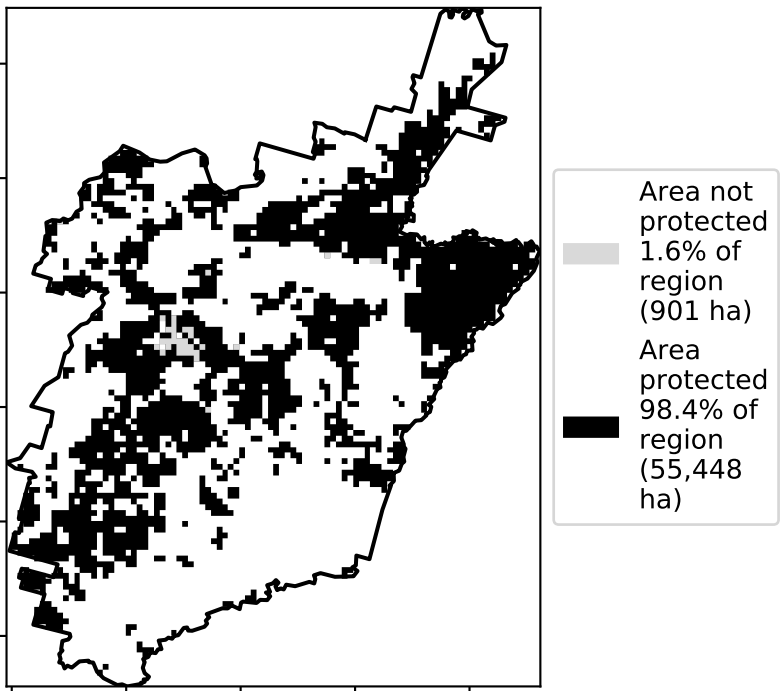 Area not
protected
1.6% of
region
(901 ha)
Area
protected
98.4% of
region
(55,448
ha)